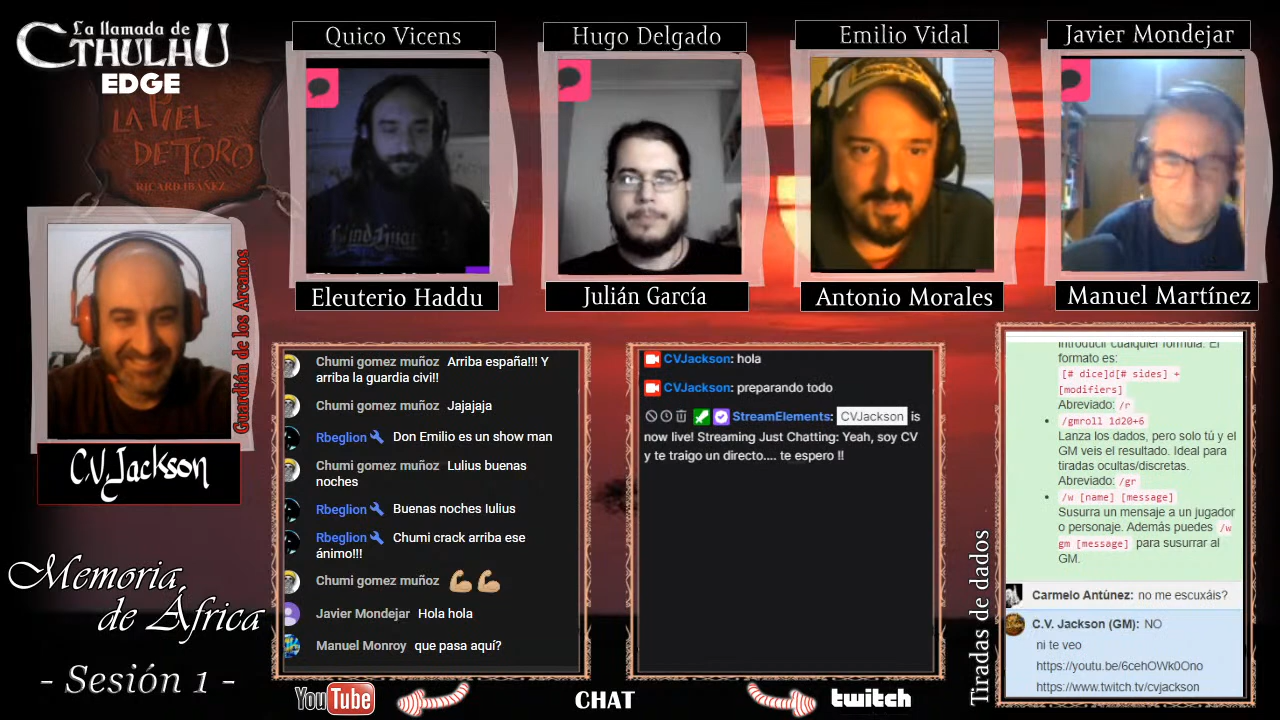 La llamada de
CTHULHU
EDGE
LA PIEL
DE TORO
RICARD IBÁÑEZ
Quico Vicens
Hugo Delgado
Emilio Vidal
Javier Mondejar
Eleuterio Haddu
Julián García
Antonio Morales
Manuel Martínez
Guardián de los Arcanos
C.V. Jackson
Memoria
de África
- Sesión 1 -
Chumi gomez muñoz Arriba españa!!! Y
arriba la guardia civi!!
Chumi gomez muñoz Jajajaja
Rbeglion Don Emilio es un show man
Chumi gomez muñoz Lulius buenas
noches
Rbeglion Buenas noches lulius
Rbeglion Chumi crack arriba ese
ánimo!!!
Chumi gomez muñoz
Javier Mondejar Hola hola
Manuel Monroy que pasa aquí?
CVJackson: hola
CVJackson: preparando todo
StreamElements: CVJackson is
now live! Streaming Just Chatting: Yeah, soy CV
y te traigo un directo.... te espero !!
Tiradas de dados
Introducir cualquier fórmula. El
formato es:
[# dice]d[# sides] +
[modifiers]
Abreviado: /r
/gmroll 1d20+6
Lanza los dados, pero solo tú y el
GM veis el resultado. Ideal para
tiradas ocultas/discretas.
Abreviado: /gr
/w [name] [message]
Susurra un mensaje a un jugador
o personaje. Además puedes /w
gm [message] para susurrar al
GM.
Carmelo Antúnez: no me escuxáis?
C.V. Jackson (GM): NO
ni te veo
https://youtu.be/6cehOWk0Ono
https://www.twitch.tv/cvjackson
YouTube
CHAT
twitch